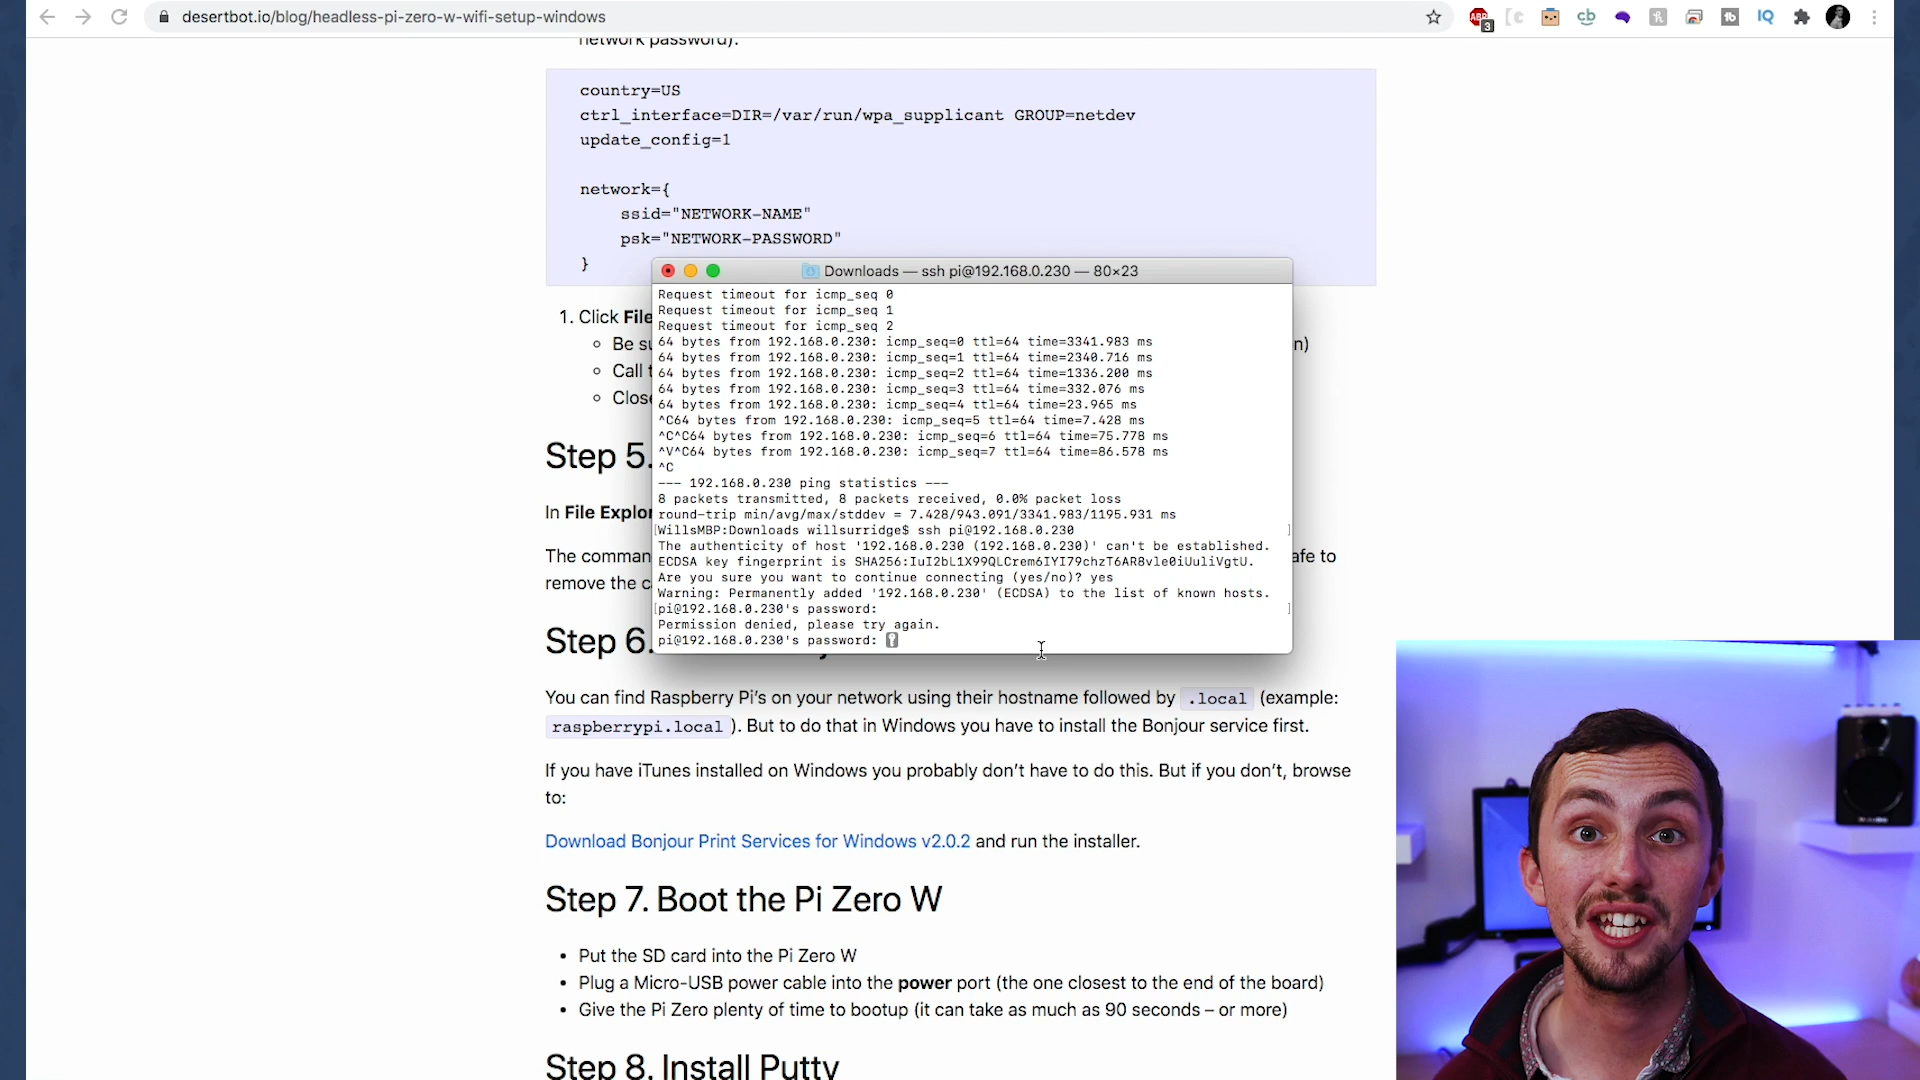 desertbot.io/blog/headless-pi-zero-w-wifi-setup-windows
ABP
3
cb
tb
IQ
network password).
country=US
ctrl_interface=DIR=/var/run/wpa_supplicant GROUP=netdev
update_config=1
network={
ssid="NETWORK-NAME"
psk="NETWORK-PASSWORD"
}
Downloads — ssh pi@192.168.0.230 — 80×23
Request timeout for icmp_seq 0
Request timeout for icmp_seq 1
Request timeout for icmp_seq 2
64 bytes from 192.168.0.230: icmp_seq=0 ttl=64 time=3341.983 ms
64 bytes from 192.168.0.230: icmp_seq=1 ttl=64 time=2340.716 ms
64 bytes from 192.168.0.230: icmp_seq=2 ttl=64 time=1336.200 ms
64 bytes from 192.168.0.230: icmp_seq=3 ttl=64 time=332.076 ms
64 bytes from 192.168.0.230: icmp_seq=4 ttl=64 time=23.965 ms
^C64 bytes from 192.168.0.230: icmp_seq=5 ttl=64 time=7.428 ms
^C^C64 bytes from 192.168.0.230: icmp_seq=6 ttl=64 time=75.778 ms
^V^C64 bytes from 192.168.0.230: icmp_seq=7 ttl=64 time=86.578 ms
^C
--- 192.168.0.230 ping statistics ---
8 packets transmitted, 8 packets received, 0.0% packet loss
round-trip min/avg/max/stddev = 7.428/943.091/3341.983/1195.931 ms
[WillsMBP:Downloads willsurridge$ ssh pi@192.168.0.230 ]
The authenticity of host '192.168.0.230 (192.168.0.230)' can't be established.
ECDSA key fingerprint is SHA256:IuI2bL1X99QLCrem6IYI79chzT6AR8vle0iUuliVgtU.
Are you sure you want to continue connecting (yes/no)? yes
Warning: Permanently added '192.168.0.230' (ECDSA) to the list of known hosts.
[pi@192.168.0.230's password: ]
Permission denied, please try again.
pi@192.168.0.230's password:
1. Click File
Be su
n)
Call t
Close
Step 5.
In File Explor
The comman
afe to
remove the c
Step 6.
You can find Raspberry Pi's on your network using their hostname followed by .local (example:
raspberrypi.local ). But to do that in Windows you have to install the Bonjour service first.
If you have iTunes installed on Windows you probably don't have to do this. But if you don't, browse
to:
Download Bonjour Print Services for Windows v2.0.2 and run the installer.
Step 7. Boot the Pi Zero W
• Put the SD card into the Pi Zero W
• Plug a Micro-USB power cable into the power port (the one closest to the end of the board)
• Give the Pi Zero plenty of time to bootup (it can take as much as 90 seconds – or more)
Step 8. Install Putty